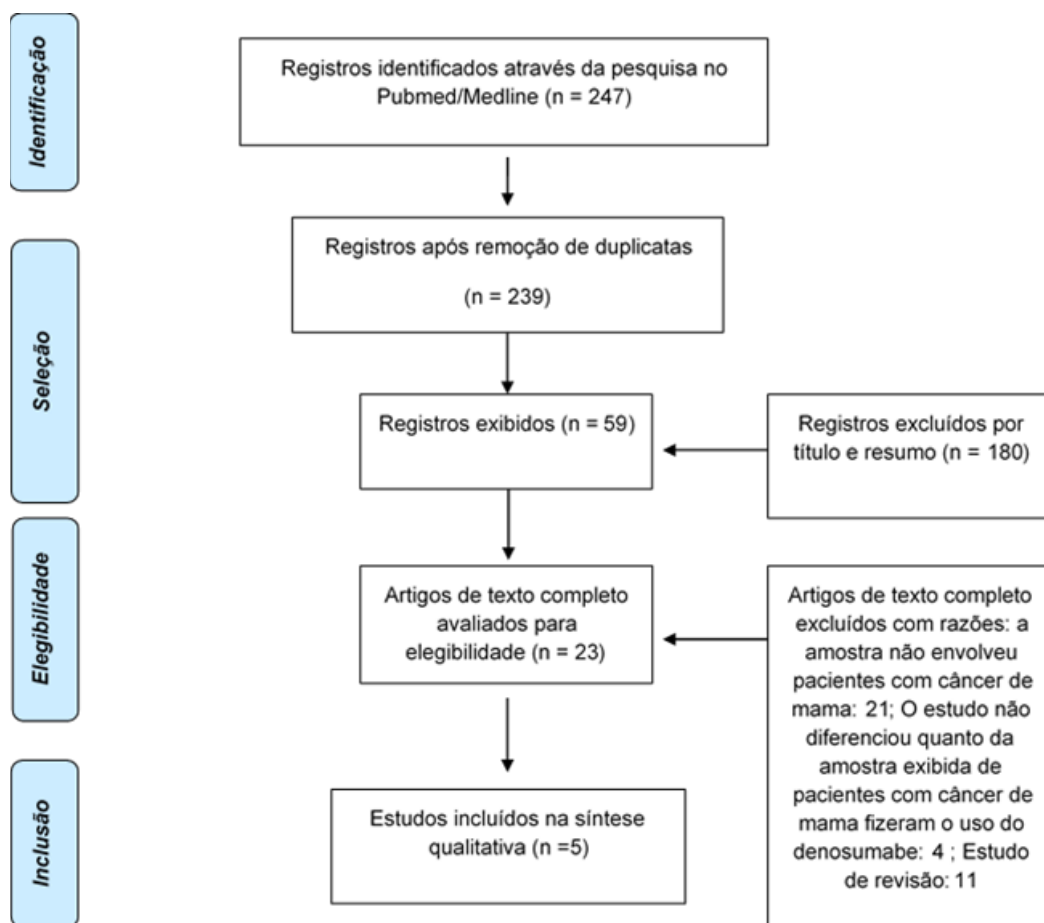 Identificação
Registros identificados através da pesquisa no
Pubmed/Medline (n = 247)
Seleção
Registros após remoção de duplicatas
(n = 239)
Registros exibidos (n = 59)
Registros excluídos por
título e resumo (n = 180)
Elegibilidade
Artigos de texto completo
avaliados para
elegibilidade (n = 23)
Artigos de texto completo
excluídos com razões: a
amostra não envolveu
pacientes com câncer de
mama: 21; O estudo não
diferenciou quanto da
amostra exibida de
pacientes com câncer de
mama fizeram o uso do
denosumabe: 4 ; Estudo
de revisão: 11
Inclusão
Estudos incluídos na síntese
qualitativa (n =5)